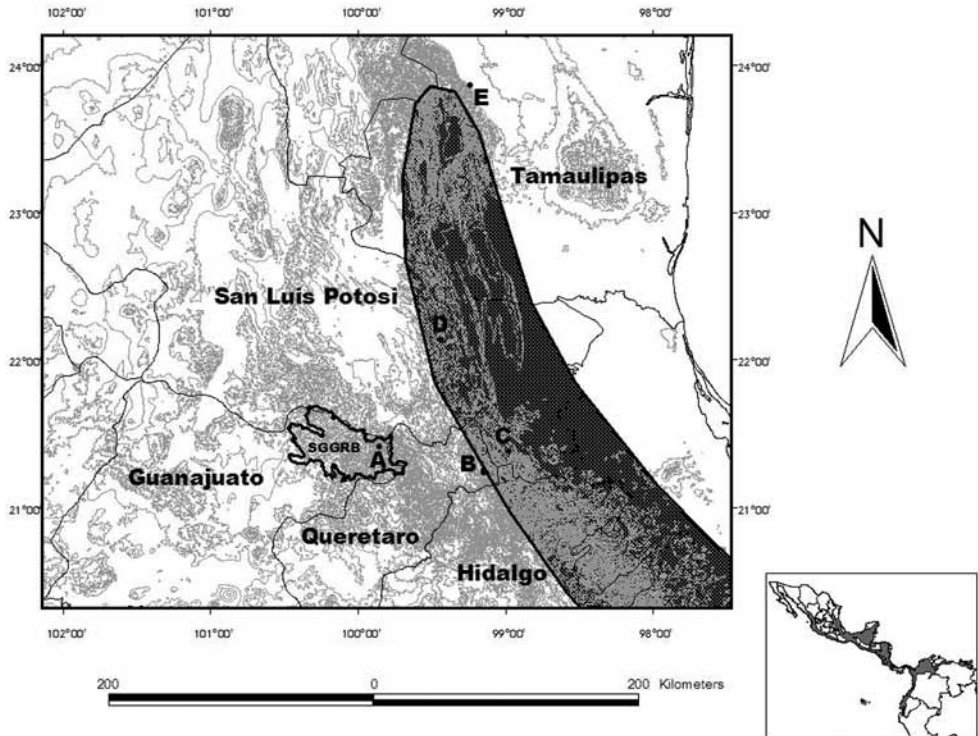 102°00' 101°00' 100°00' 99°00' 98°00'
24°00' 24°00'
E
Tamaulipas
N
23°00' 23°00'
San Luis Potosi
D
22°00' 22°00'
SGGRB
A
B
C
Guanajuato
21°00' 21°00'
Queretaro
Hidalgo
102°00' 101°00' 100°00' 99°00' 98°00'
200 0 200 Kilometers